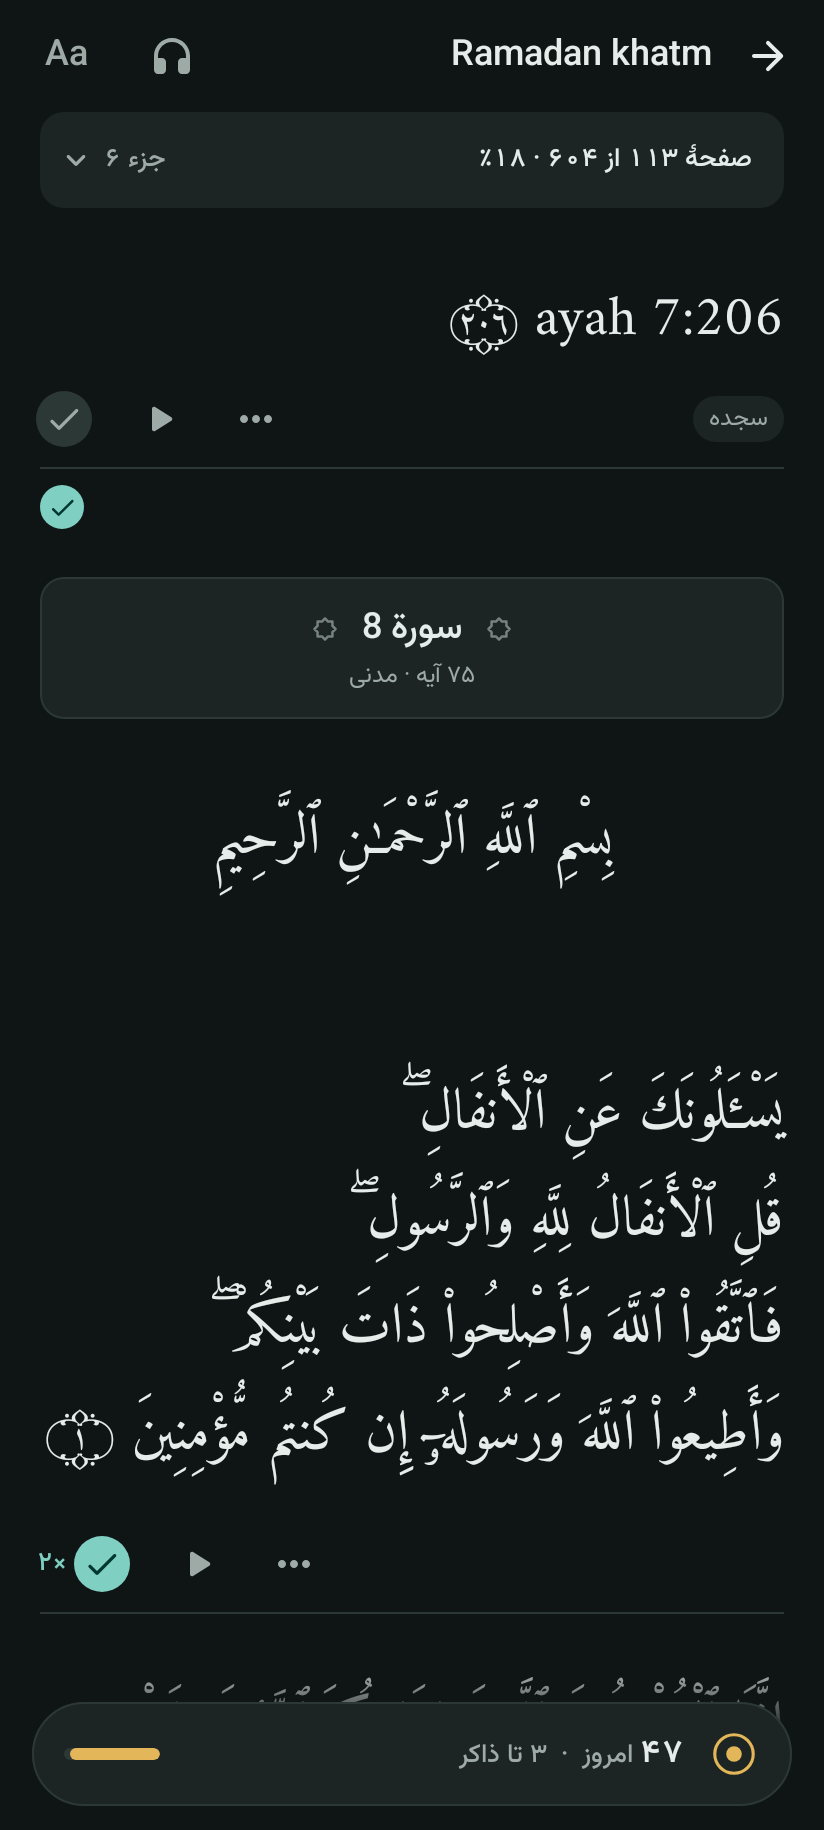 Ramadan khatm
Aa
صفحهٔ ۱۱۳ از ۶۰۴ · ۱۸٪
جزء ۶
ayah 7:206 ۝٢٠٦
سجده
سورة 8
۷۵ آیه · مدنی
بِسْمِ ٱللَّهِ ٱلرَّحْمَـٰنِ ٱلرَّحِيمِ
يَسْـَٔلُونَكَ عَنِ ٱلْأَنفَالِ ۖ
قُلِ ٱلْأَنفَالُ لِلَّهِ وَٱلرَّسُولِ ۖ
فَٱتَّقُوا۟ ٱللَّهَ وَأَصْلِحُوا۟ ذَاتَ بَيْنِكُمْ ۖ
وَأَطِيعُوا۟ ٱللَّهَ وَرَسُولَهُۥٓ إِن كُنتُم مُّؤْمِنِينَ ۝١
۲×
۴۷ امروز · ۳ تا ذاکر